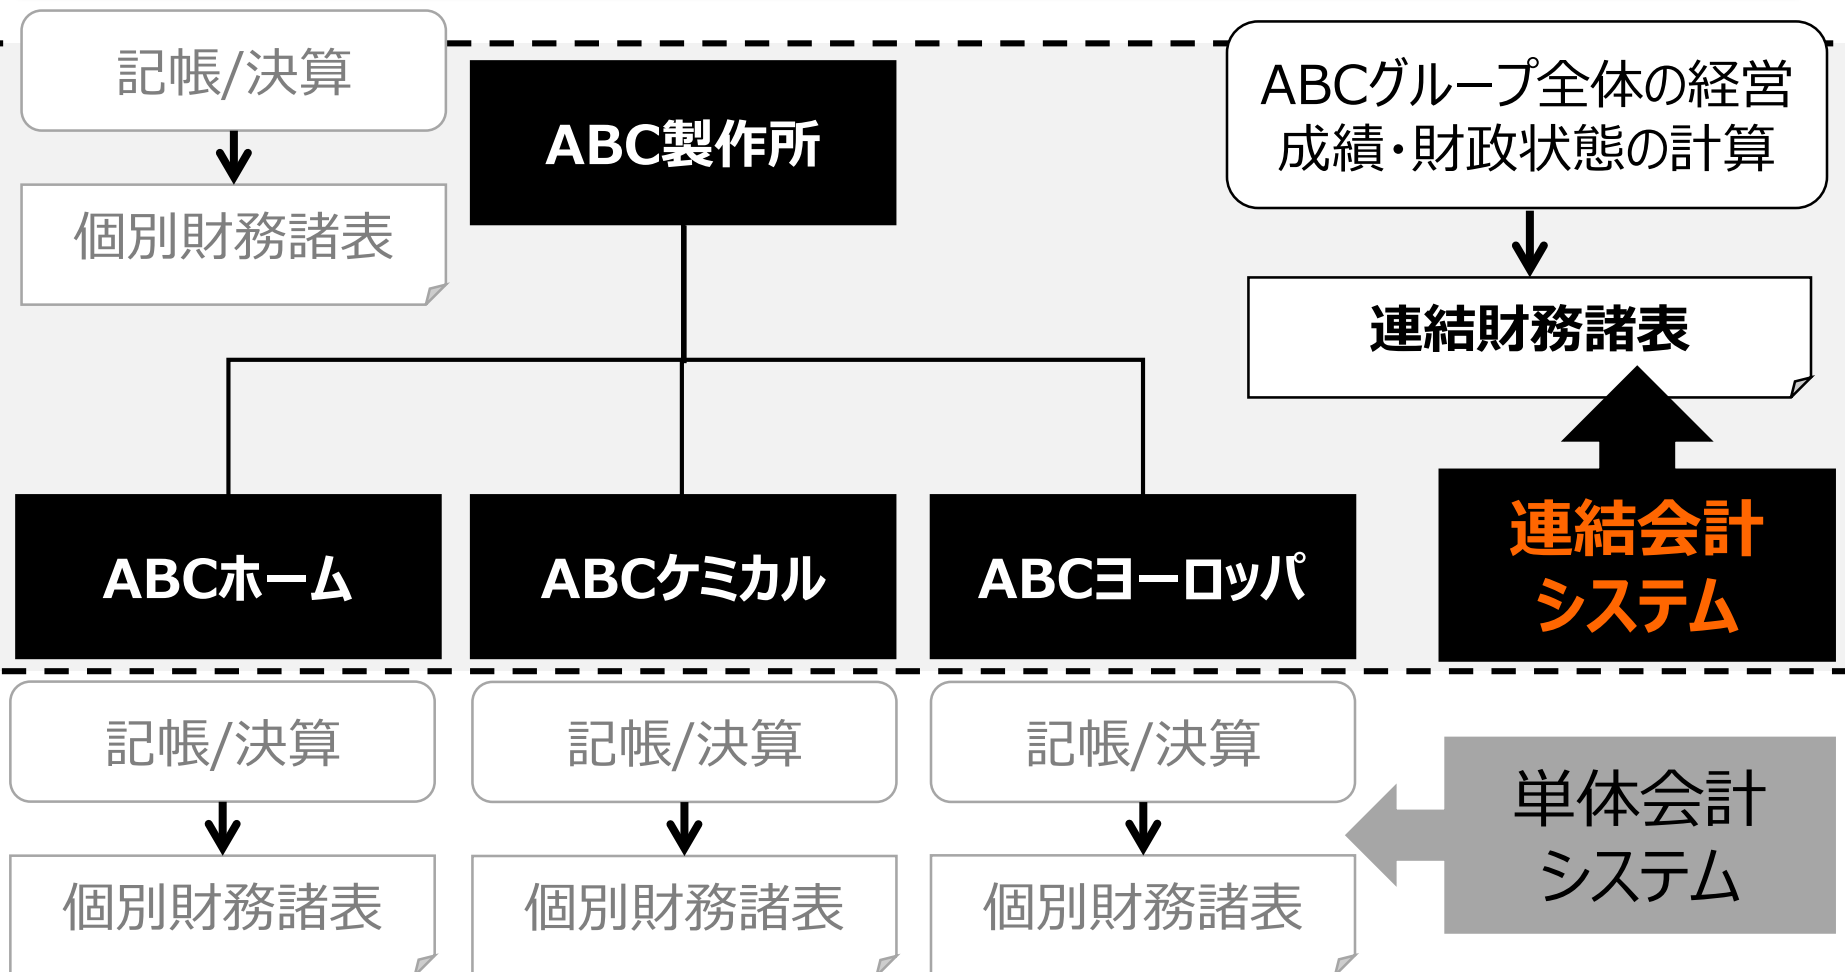 記帳/決算
個別財務諸表
ABC製作所
ABCグループ全体の経営
成績・財政状態の計算
連結財務諸表
ABCホーム
ABCケミカル
ABCヨーロッパ
連結会計
システム
記帳/決算
記帳/決算
記帳/決算
個別財務諸表
個別財務諸表
個別財務諸表
単体会計
システム